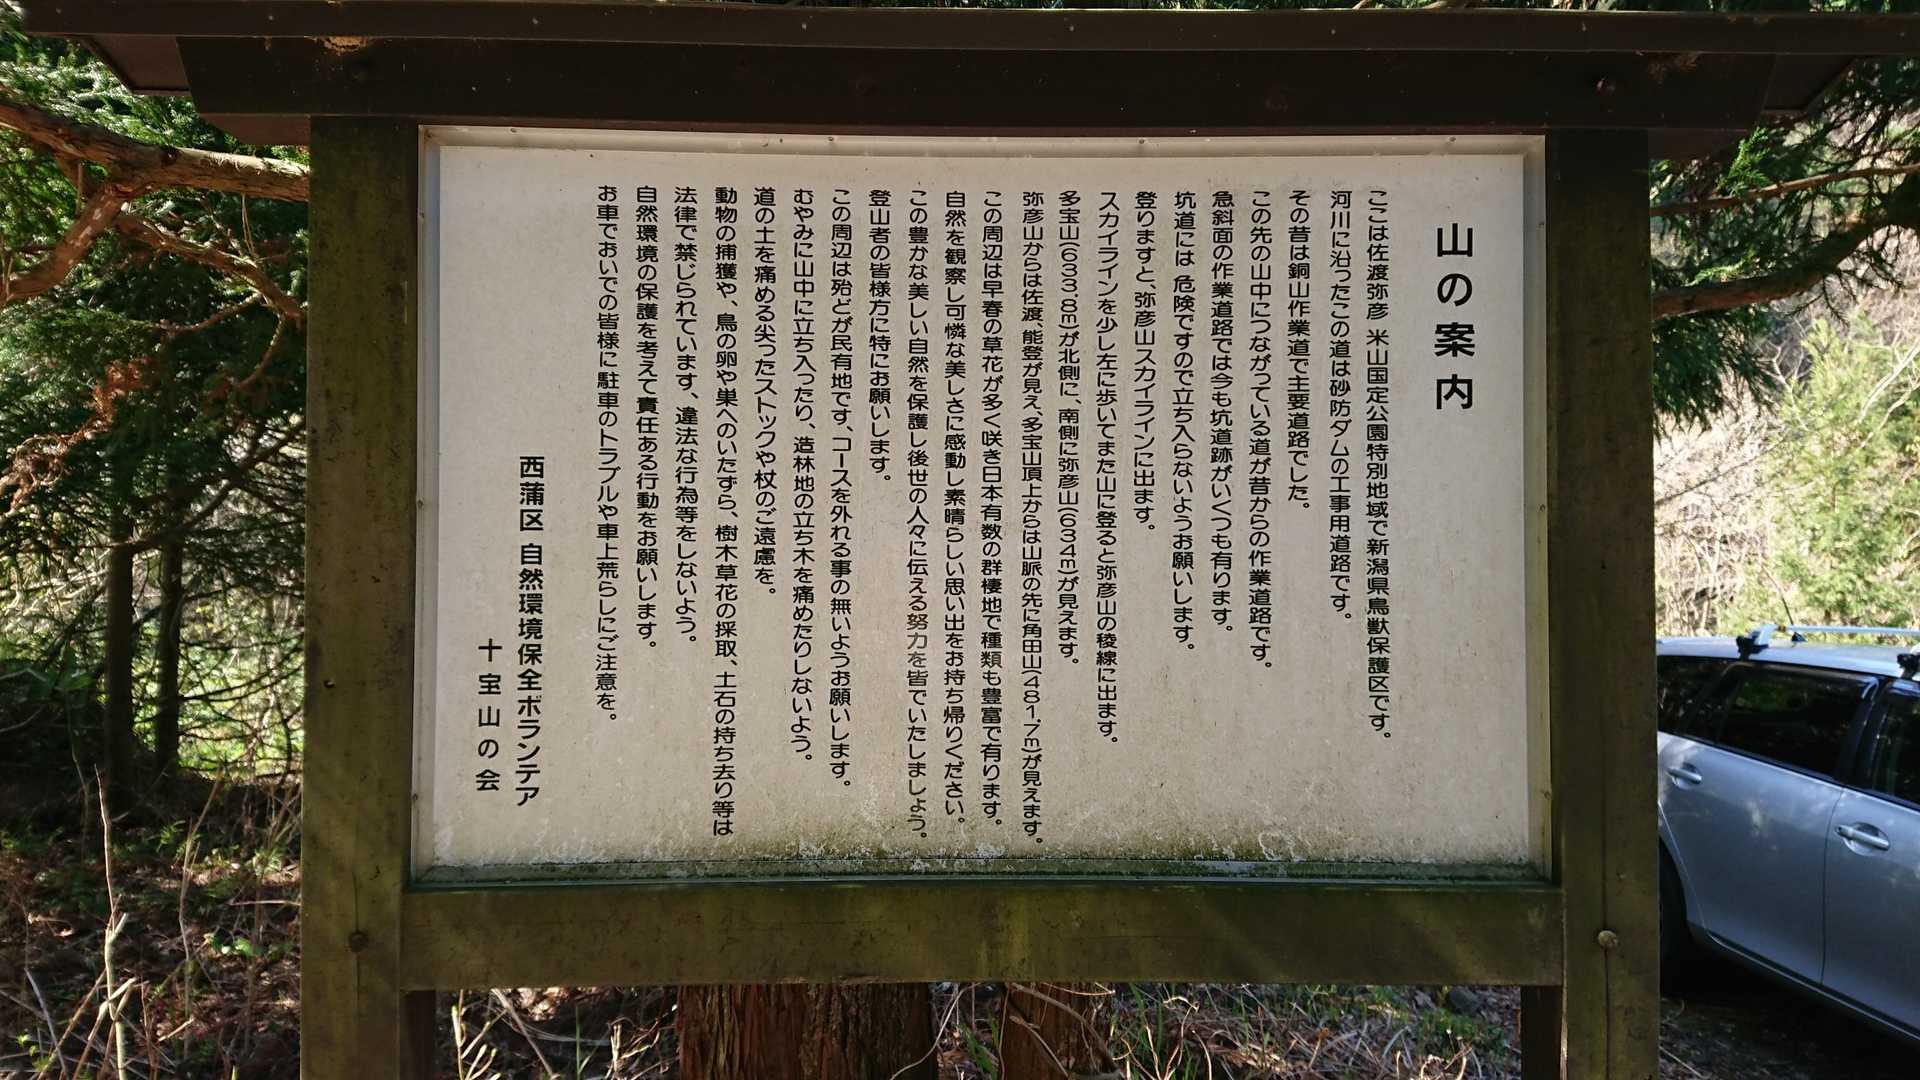 山の案内
ここは佐渡弥彦 米山国定公園特別地域で新潟県鳥獣保護区です。
河川に沿ったこの道は砂防ダムの工事用道路です。
その昔は銅山作業道で主要道路でした。
この先の山中につながっている道が昔からの作業道路です。
急斜面の作業道路では今も坑道跡がいくつも有ります。
坑道には 危険ですので立ち入らないようお願いします。
登りますと、弥彦山スカイラインに出ます。
スカイラインを少し左に歩いてまた山に登ると弥彦山の稜線に出ます。
多宝山(633.8m)が北側に、南側に弥彦山(634m)が見えます。
弥彦山からは佐渡、能登が見え、多宝山頂上からは山脈の先に角田山(481.7m)が見えます。
この周辺は早春の草花が多く咲き日本有数の群棲地で種類も豊富で有ります。
自然を観察し可憐な美しさに感動し素晴らしい思い出をお持ち帰りください。
この豊かな美しい自然を保護し後世の人々に伝える努力を皆でいたしましょう。
登山者の皆様方に特にお願いします。
この周辺は殆どが民有地です、コースを外れる事の無いようお願いします。
むやみに山中に立ち入ったり、造林地の立ち木を痛めたりしないよう。
道の土を痛める尖ったストックや杖のご遠慮を。
動物の捕獲や、鳥の卵や巣へのいたずら、樹木草花の採取、土石の持ち去り等は
法律で禁じられています、違法な行為等をしないよう。
自然環境の保護を考えて責任ある行動をお願いします。
お車でおいでの皆様に駐車のトラブルや車上荒らしにご注意を。
西蒲区 自然環境保全ボランテア
十宝山の会